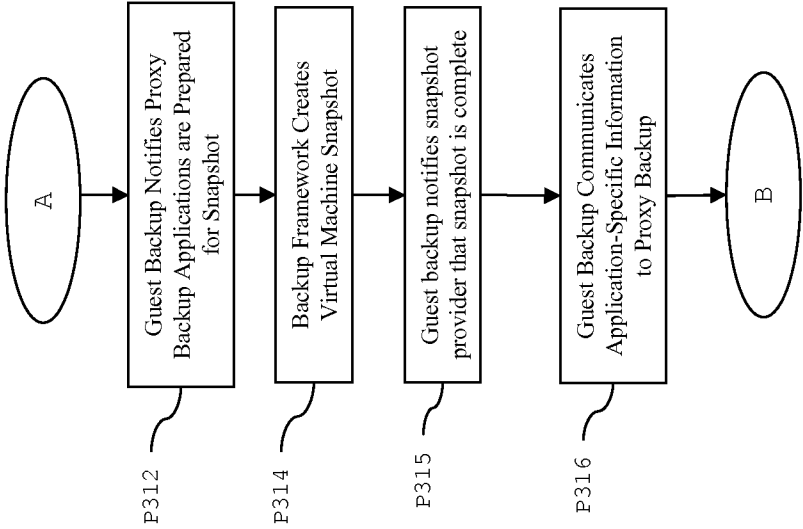 A
Guest Backup Notifies Proxy
Backup Applications are Prepared
for Snapshot
P312
Backup Framework Creates
Virtual Machine Snapshot
P314
Guest backup notifies snapshot
provider that snapshot is complete
P315
Guest Backup Communicates
Application-Specific Information
to Proxy Backup
P316
B